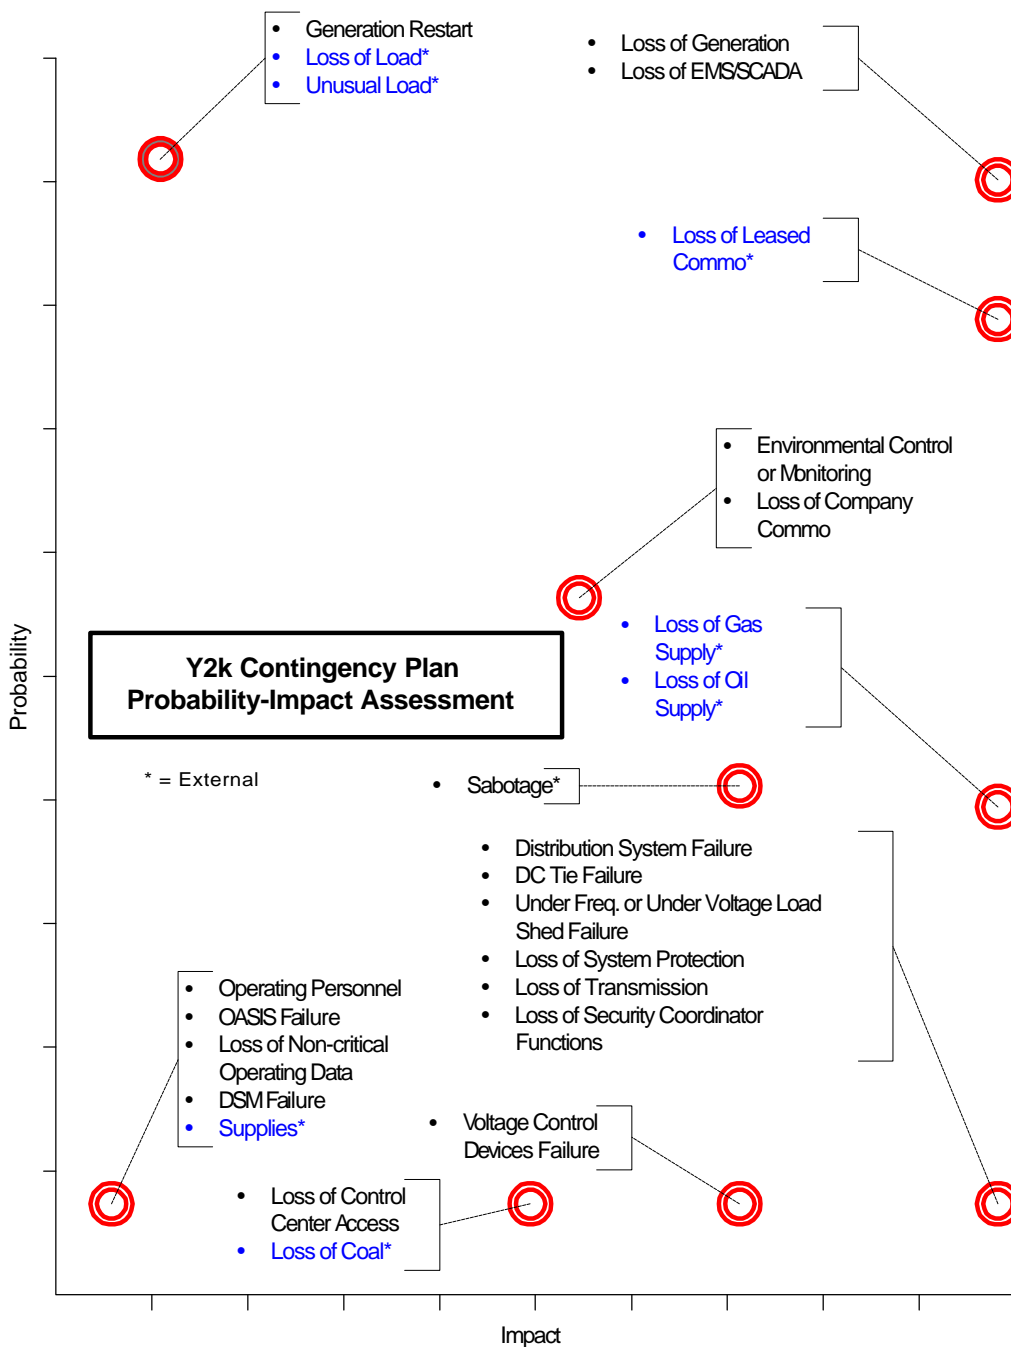 • Generation Restart
• Loss of Load*
• Unusual Load*
• Loss of Generation
• Loss of EMS/SCADA
• Loss of Leased
Commo*
• Environmental Control
or Monitoring
• Loss of Company
Commo
• Loss of Gas
Supply*
• Loss of Oil
Supply*
Probability
Y2k Contingency Plan
Probability-Impact Assessment
* = External
• Sabotage*
• Distribution System Failure
• DC Tie Failure
• Under Freq. or Under Voltage Load
Shed Failure
• Loss of System Protection
• Loss of Transmission
• Loss of Security Coordinator
Functions
• Operating Personnel
• OASIS Failure
• Loss of Non-critical
Operating Data
• DSM Failure
• Supplies*
• Voltage Control
Devices Failure
• Loss of Control
Center Access
• Loss of Coal*
Impact